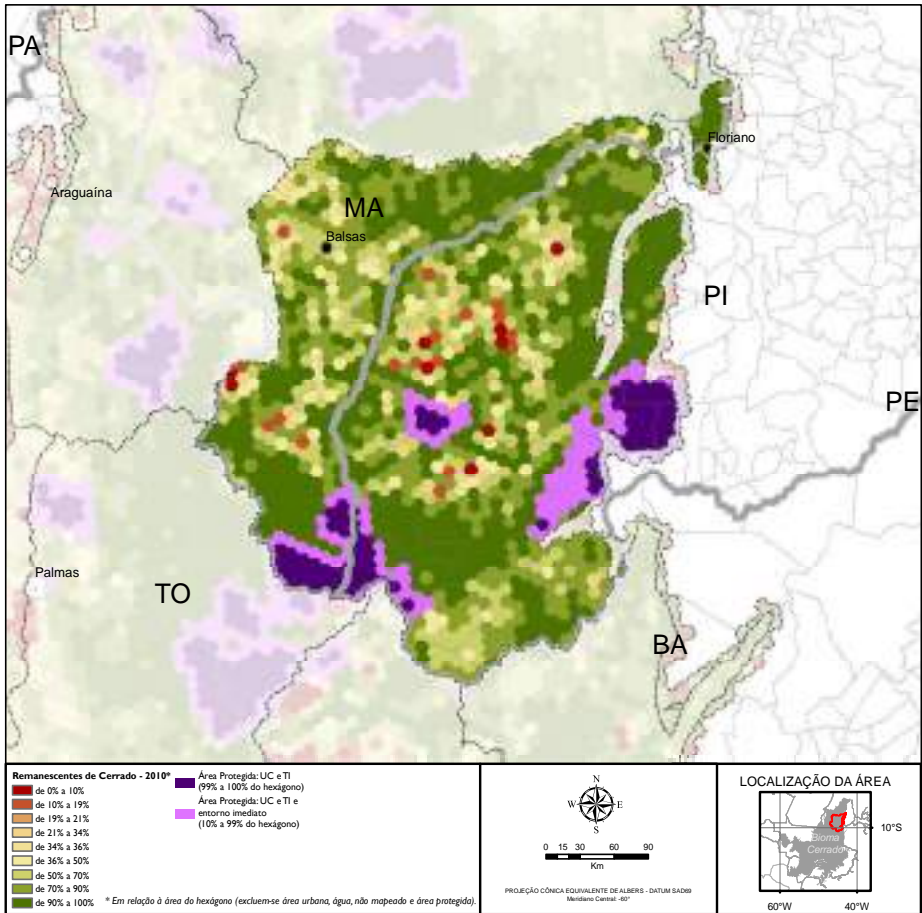 PA
Floriano
Araguaína
MA
Balsas
PI
PE
Palmas
TO
BA
Remanescentes de Cerrado - 2010*
de 0% a 10%
de 10% a 19%
de 19% a 21%
de 21% a 34%
de 34% a 36%
de 36% a 50%
de 50% a 70%
de 70% a 90%
de 90% a 100%
Área Protegida: UC e TI
(99% a 100% do hexágono)
Área Protegida: UC e TI e
entorno imediato
(10% a 99% do hexágono)
* Em relação à área do hexágono (excluem-se área urbana, água, não mapeado e área protegida).
N
W E
S
0 15 30 60 90
Km
PROJEÇÃO CÔNICA EQUIVALENTE DE ALBERS - DATUM SAD69
Meridiano Central: -60°
LOCALIZAÇÃO DA ÁREA
10°S
Bioma
Cerrado
60°W 40°W